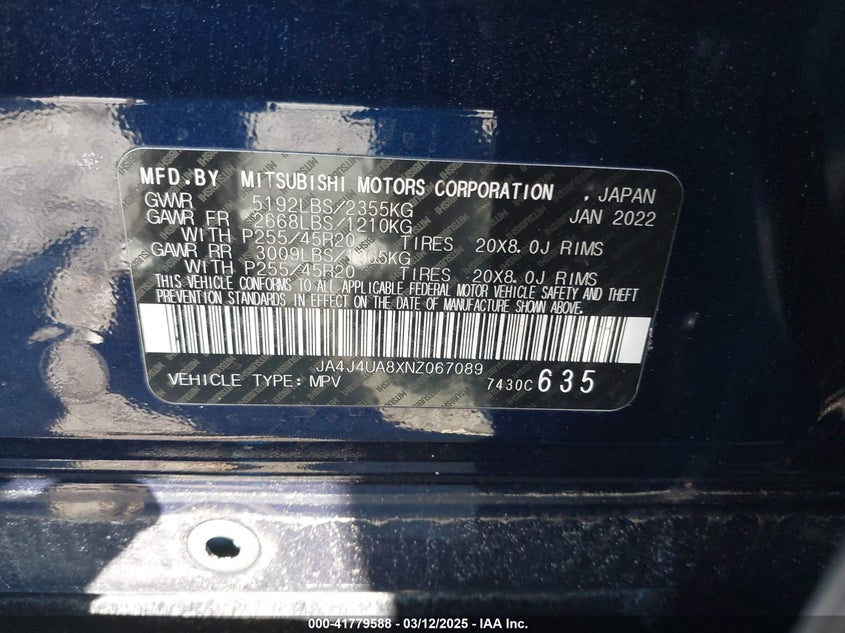 MFD.BY MITSUBISHI MOTORS CORPORATION , JAPAN
GVWR 5192LBS/2355KG JAN 2022
GAWR FR 2668LBS/1210KG
WITH P255/45R20 TIRES 20X8.0J RIMS
GAWR RR 3009LBS/1365KG
WITH P255/45R20 TIRES 20X8.0J RIMS
THIS VEHICLE CONFORMS TO ALL APPLICABLE FEDERAL MOTOR VEHICLE SAFETY AND THEFT
PREVENTION STANDARDS IN EFFECT ON THE DATE OF MANUFACTURE SHOWN ABOVE.
JA4J4UA8XNZ067089
VEHICLE TYPE: MPV 7430C 635
000-41779588 - 03/12/2025 - IAA Inc.